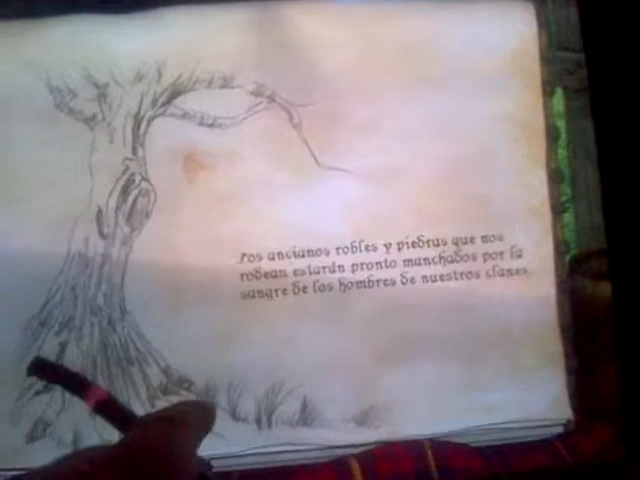 Los ancianos robles y piedras que nos
rodean estarán pronto manchados por la
sangre de los hombres de nuestros clanes.